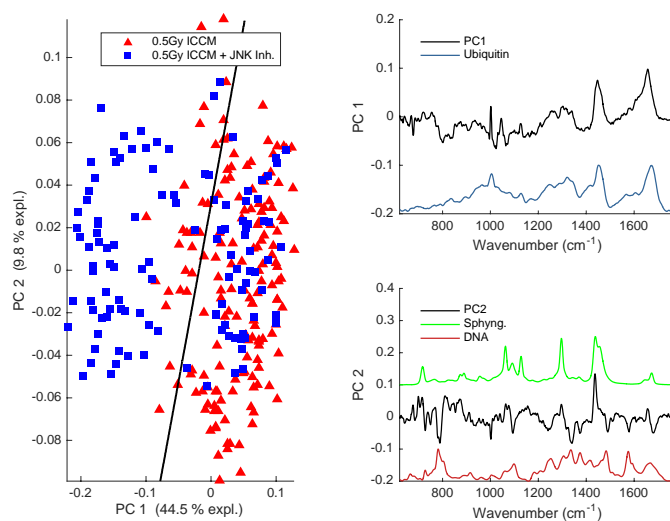 0.5Gy ICCM
0.5Gy ICCM + JNK Inh.
0.1
0.08
0.06
0.04
0.02
0
-0.02
-0.04
-0.06
-0.08
PC 2 (9.8 % expl.)
-0.2
-0.1
0
0.1
PC 1 (44.5 % expl.)
PC1
Ubiquitin
0.2
0.1
0
-0.1
-0.2
PC 1
800
1000
1200
1400
1600
Wavenumber (cm⁻¹)
PC2
Sphyng.
DNA
0.4
0.3
0.2
0.1
0
-0.1
-0.2
PC 2
800
1000
1200
1400
1600
Wavenumber (cm⁻¹)